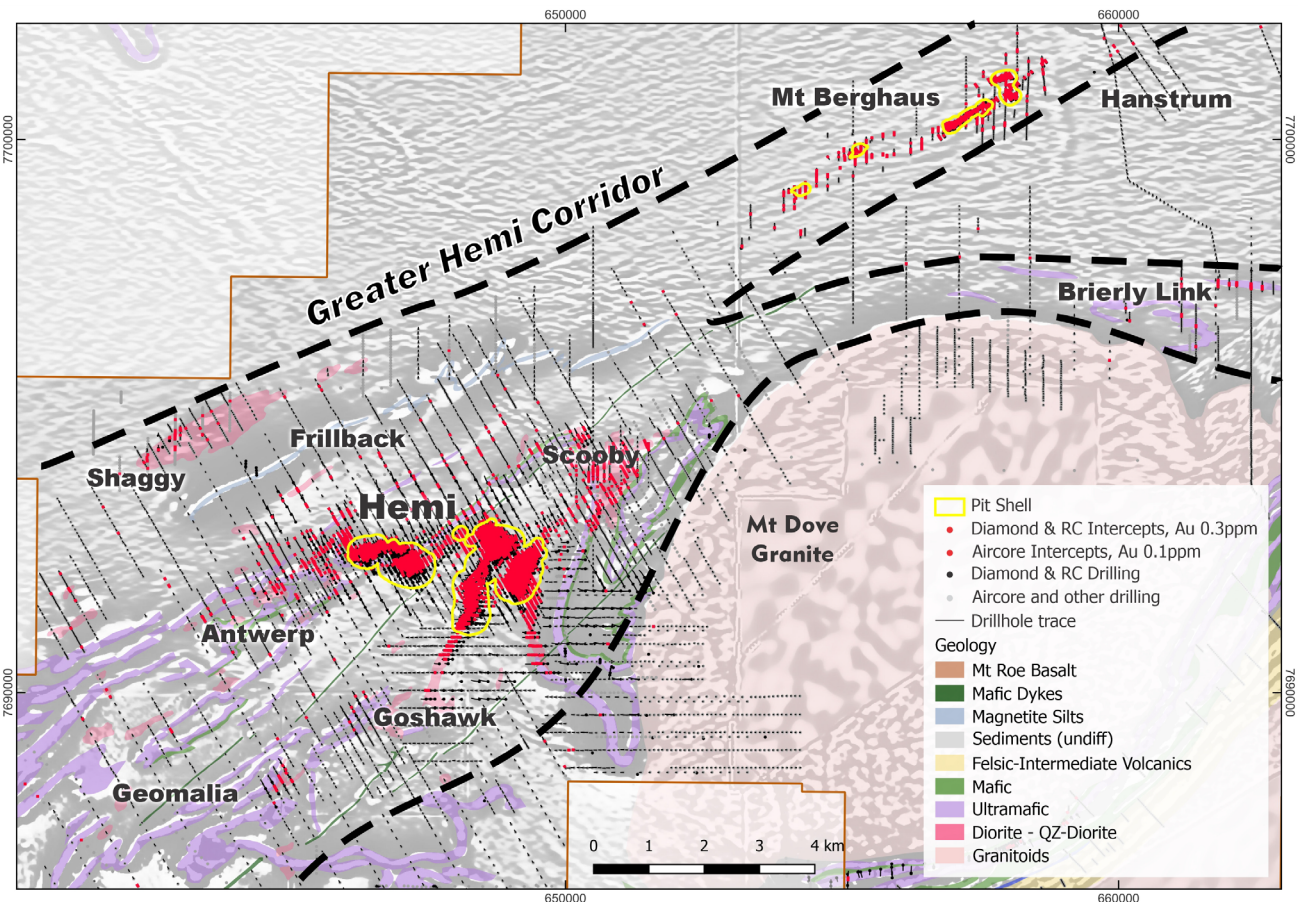 650000
660000
7700000
7700000
Mt Berghaus
Hanstrum
Greater Hemi Corridor
Brierly Link
Frillback
Scooby
Shaggy
Hemi
Mt Dove
Granite
Antwerp
7690000
7690000
Goshawk
Geomalia
Pit Shell
Diamond & RC Intercepts, Au 0.3ppm
Aircore Intercepts, Au 0.1ppm
Diamond & RC Drilling
Aircore and other drilling
Drillhole trace
Geology
Mt Roe Basalt
Mafic Dykes
Magnetite Silts
Sediments (undiff)
Felsic-Intermediate Volcanics
Mafic
Ultramafic
Diorite - QZ-Diorite
Granitoids
0 1 2 3 4 km
650000
660000